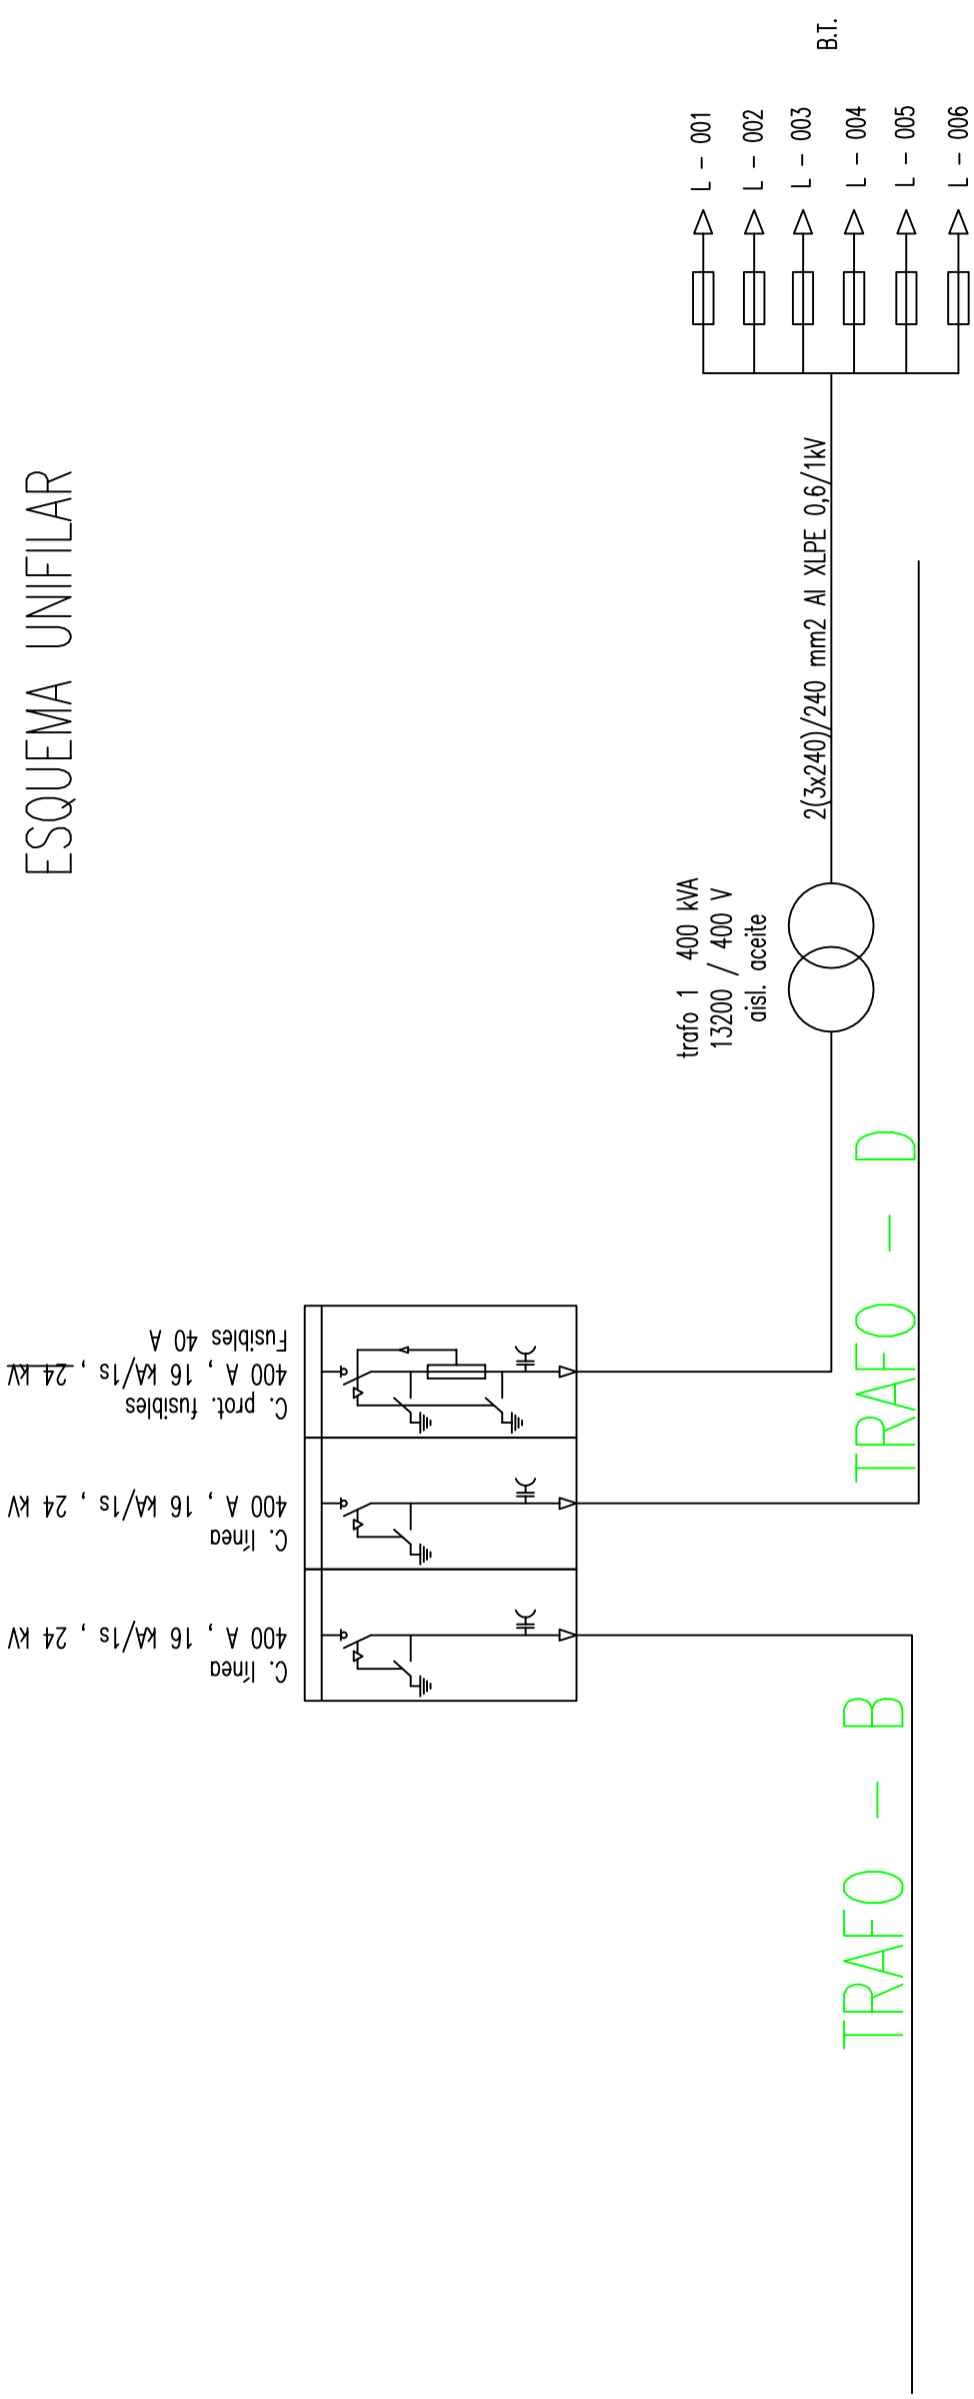 ESQUEMA UNIFILAR
B.T.
L - 001
L - 002
L - 003
L - 004
L - 005
L - 006
2(3x240)/240 mm2 Al XLPE 0,6/1kV
trafo 1 400 kVA
13200 / 400 V
aisl. aceite
C. prot. fusibles
400 A , 16 kA/1s , 24 kV
Fusibles 40 A
C. línea
400 A , 16 kA/1s , 24 kV
C. línea
400 A , 16 kA/1s , 24 kV
TRAFO - D
TRAFO - B